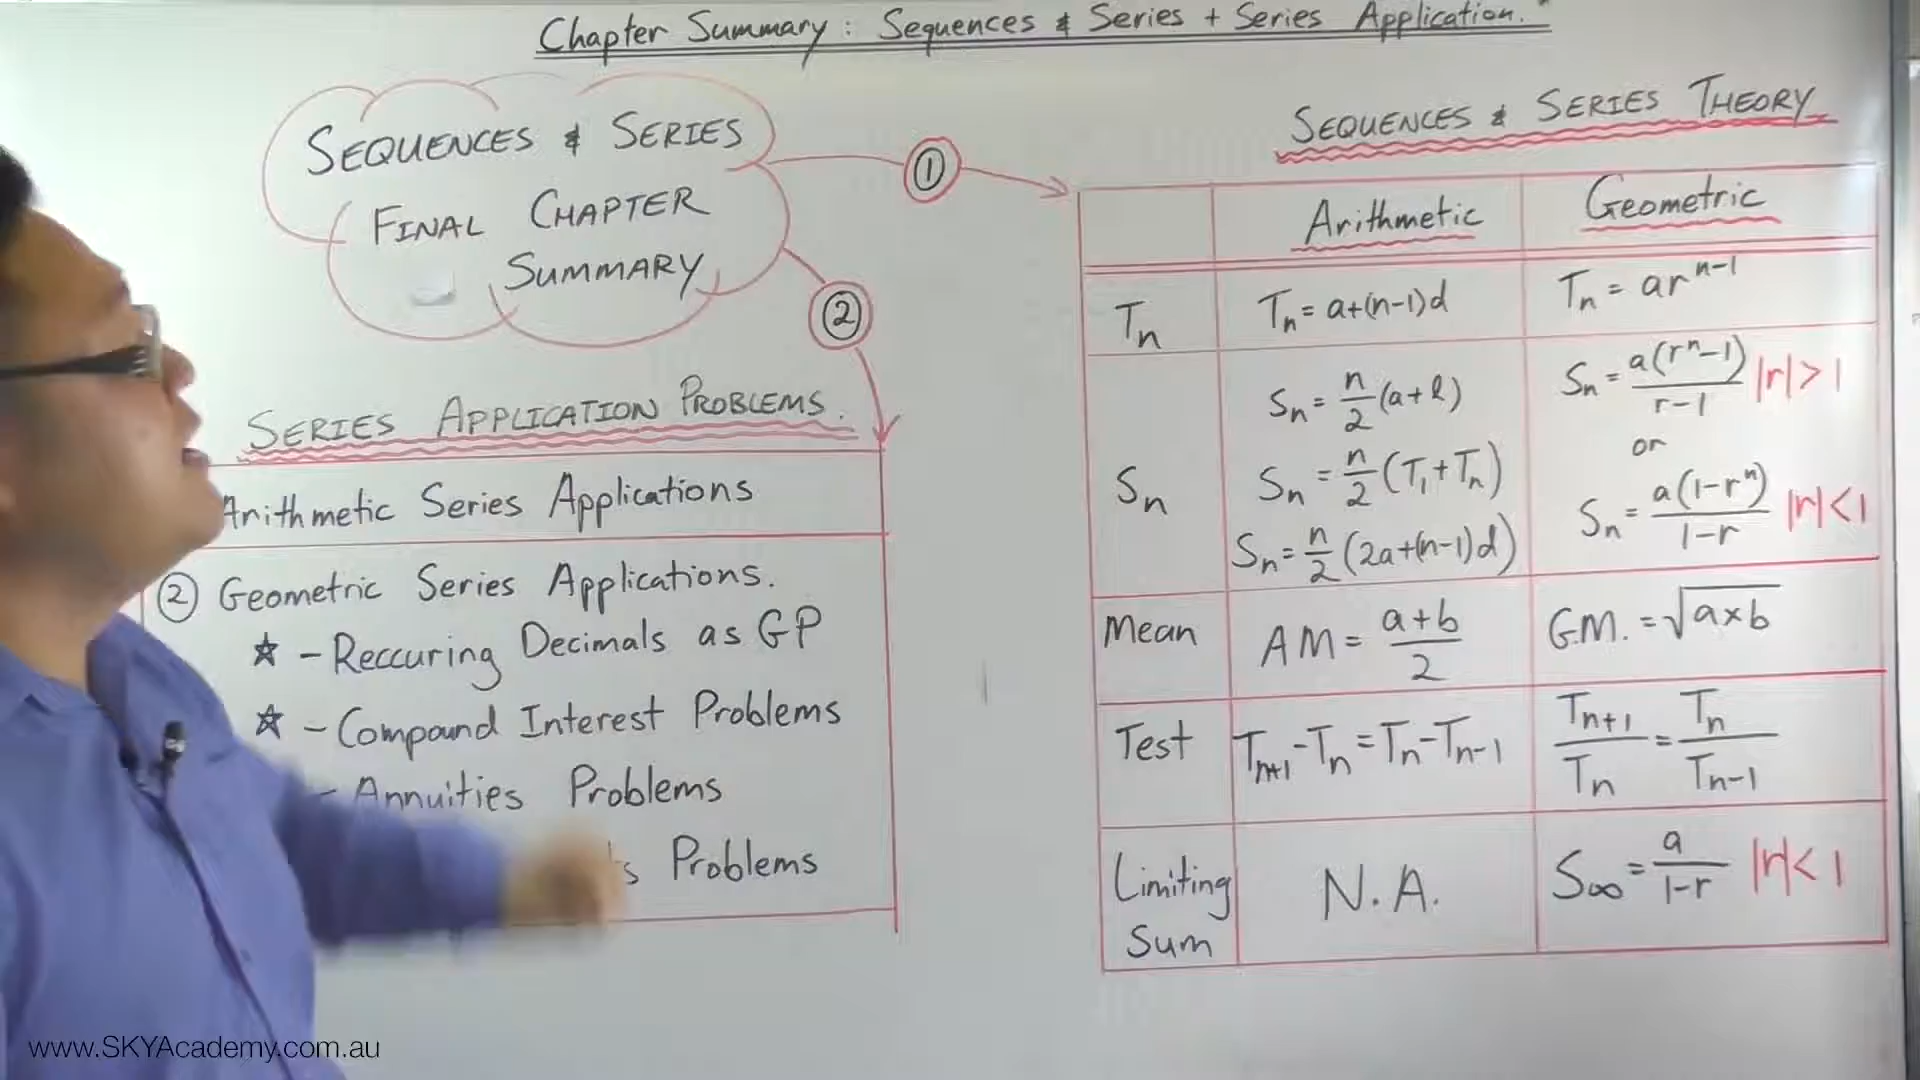 Chapter Summary: Sequences & Series + Series Application."
SEQUENCES & SERIES
FINAL CHAPTER
SUMMARY
①
②
SERIES APPLICATION PROBLEMS.
Arithmetic Series Applications
② Geometric Series Applications.
☆ - Reccuring Decimals as GP
☆ - Compound Interest Problems
- Annuities Problems
Problems
SEQUENCES & SERIES THEORY
Arithmetic Geometric
Tn Tn = a+(n-1)d Tn = ar^(n-1)
Sn Sn = n/2 (a+l) Sn = a(r^n-1)/(r-1) |r|>1
Sn = n/2 (T1+Tn) or
Sn = n/2 (2a+(n-1)d) Sn = a(1-r^n)/(1-r) |r|<1
Mean AM = (a+b)/2 G.M. = √(a×b)
Test Tn+1 - Tn = Tn - Tn-1 Tn+1/Tn = Tn/Tn-1
Limiting Sum N.A. S∞ = a/(1-r) |r|<1
www.SKYAcademy.com.au